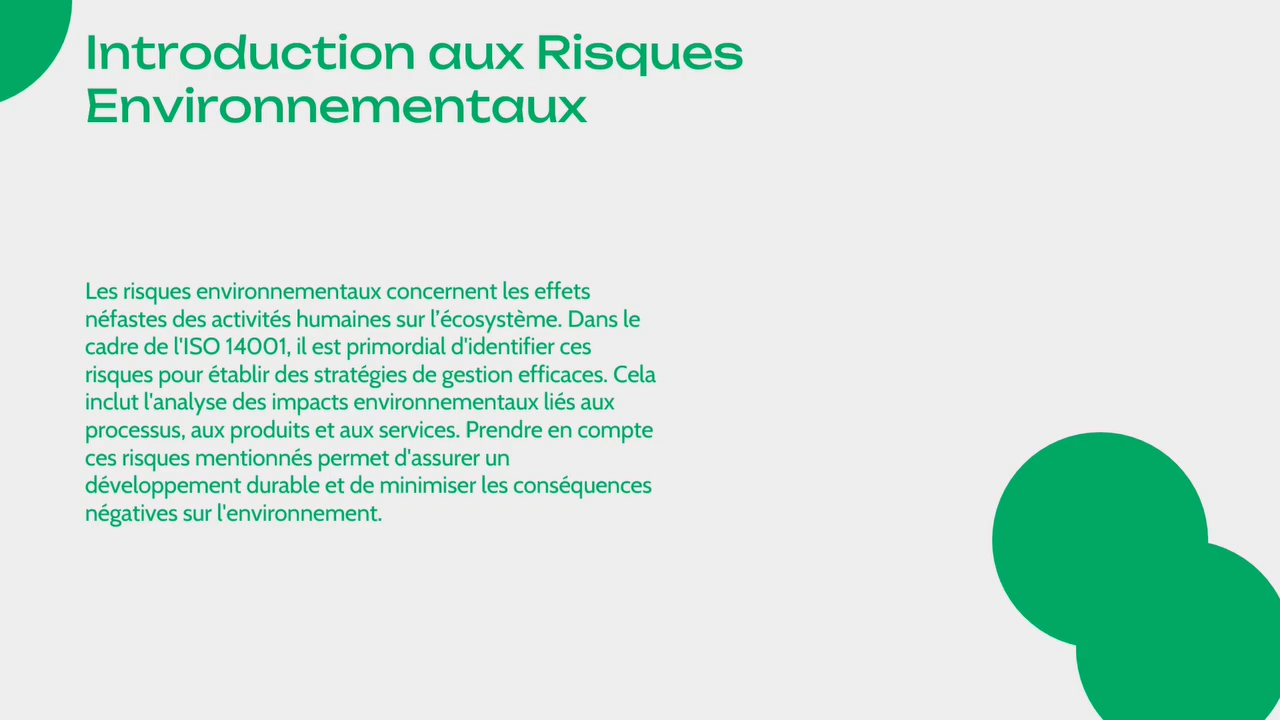 Introduction aux Risques
Environnementaux
Les risques environnementaux concernent les effets
néfastes des activités humaines sur l’écosystème. Dans le
cadre de l'ISO 14001, il est primordial d'identifier ces
risques pour établir des stratégies de gestion efficaces. Cela
inclut l'analyse des impacts environnementaux liés aux
processus, aux produits et aux services. Prendre en compte
ces risques mentionnés permet d'assurer un
développement durable et de minimiser les conséquences
négatives sur l'environnement.